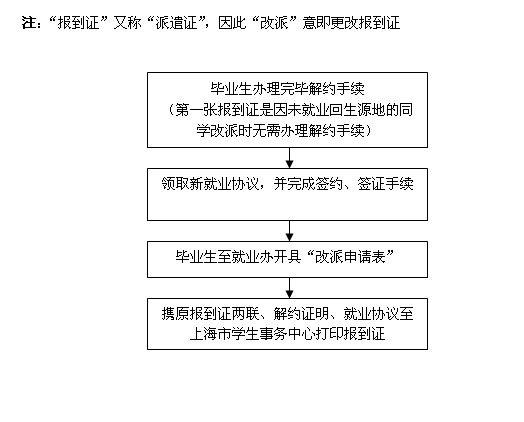 注：“报到证”又称“派遣证”，因此“改派”意即更改报到证
毕业生办理完毕解约手续
（第一张报到证是因未就业回生源地的同
学改派时无需办理解约手续）
领取新就业协议，并完成签约、签证手续
毕业生至就业办开具“改派申请表”
携原报到证两联、解约证明、就业协议至
上海市学生事务中心打印报到证